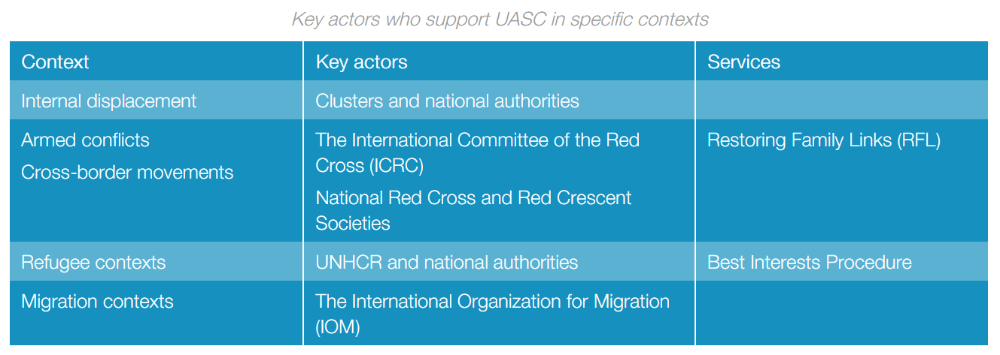 Key actors who support UASC in specific contexts
Context
Key actors
Services
Internal displacement
Clusters and national authorities
Armed conflicts
Cross-border movements
The International Committee of the Red
Cross (ICRC)
National Red Cross and Red Crescent
Societies
Restoring Family Links (RFL)
Refugee contexts
UNHCR and national authorities
Best Interests Procedure
Migration contexts
The International Organization for Migration
(IOM)